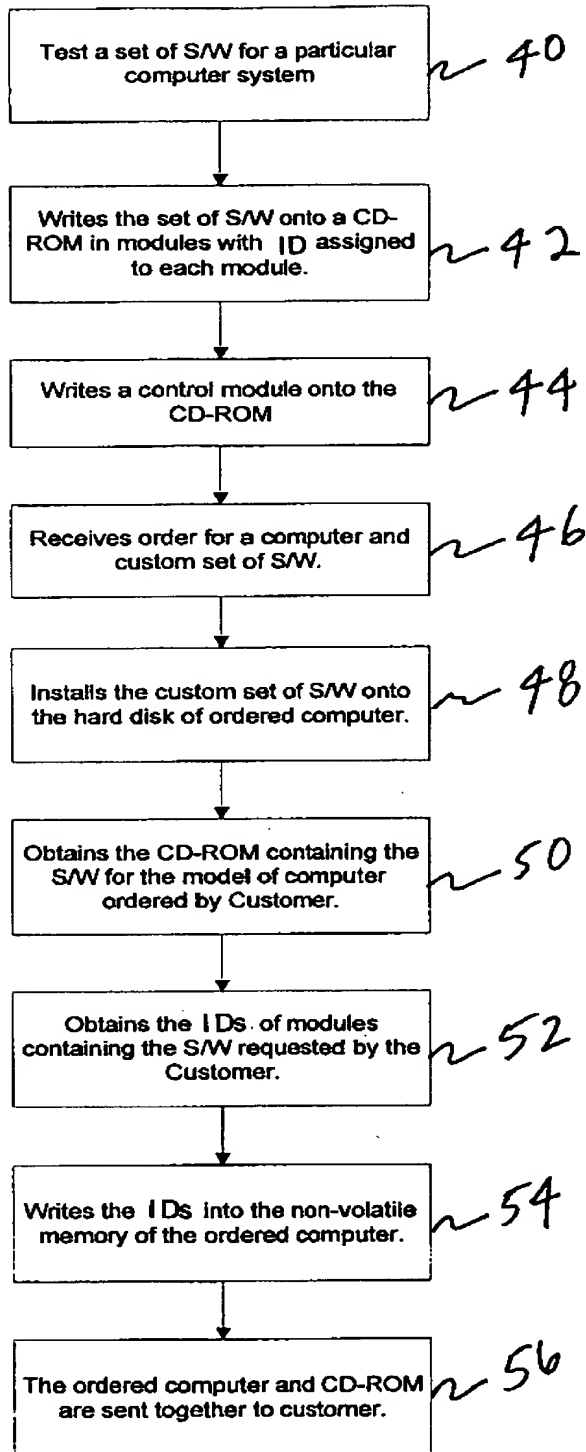 Test a set of S/W for a particular
computer system
40
Writes the set of S/W onto a CD-
ROM in modules with ID assigned
to each module.
42
Writes a control module onto the
CD-ROM
44
Receives order for a computer and
custom set of S/W.
46
Installs the custom set of S/W onto
the hard disk of ordered computer.
48
Obtains the CD-ROM containing the
S/W for the model of computer
ordered by Customer.
50
Obtains the IDs of modules
containing the S/W requested by the
Customer.
52
Writes the IDs into the non-volatile
memory of the ordered computer.
54
The ordered computer and CD-ROM
are sent together to customer.
56